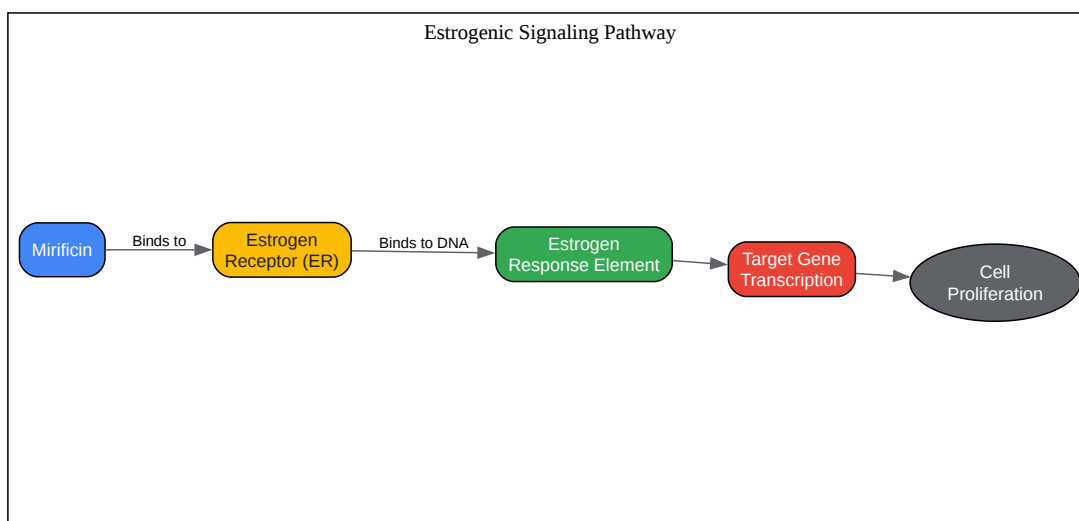 Estrogenic Signaling Pathway
Mirificin
Binds to
Estrogen
Receptor (ER)
Binds to DNA
Estrogen
Response Element
Target Gene
Transcription
Cell
Proliferation